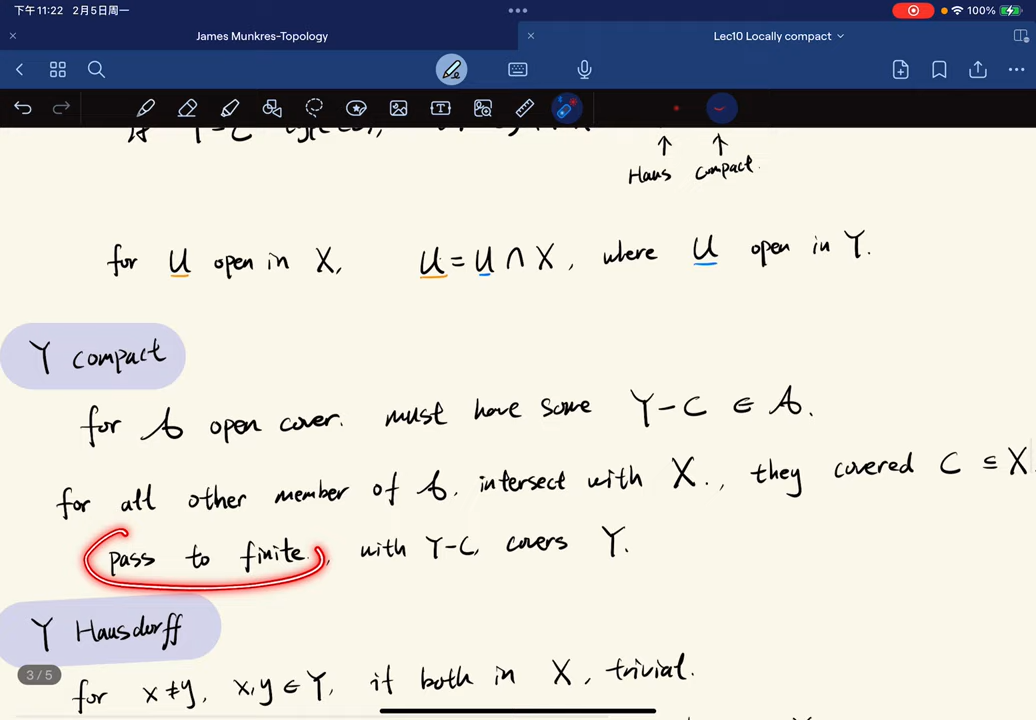 下午11:22 2月5日周一
100%
James Munkres-Topology
Lec10 Locally compact
Haus compact.
for U open in X, U = U ∩ X, where U open in Y.
Y compact
for A open cover. must have some Y-C ∈ A.
for all other member of A. intersect with X., they covered C ⊆ X
pass to finite, with Y-C, covers Y.
Y Hausdorff
3/5
for x≠y, x,y ∈ Y, if both in X, trivial.